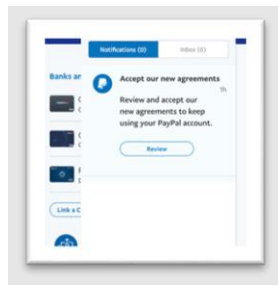 Notifications (0)
Inbox (0)
Banks an
Accept our new agreements
1h
Review and accept our
new agreements to keep
using your PayPal account.
Review
Link a C